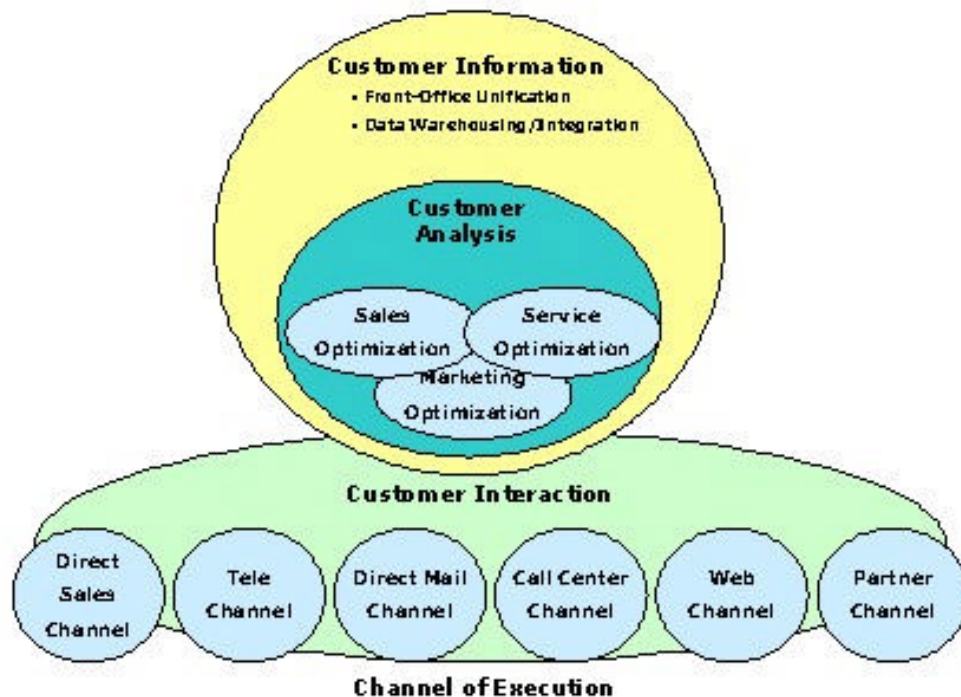 Customer Information
• Front-Office Unification
• Data Warehousing/Integration
Customer
Analysis
Sales
Optimization
Service
Optimization
Marketing
Optimization
Customer Interaction
Direct
Sales
Channel
Tele
Channel
Direct Mail
Channel
Call Center
Channel
Web
Channel
Partner
Channel
Channel of Execution